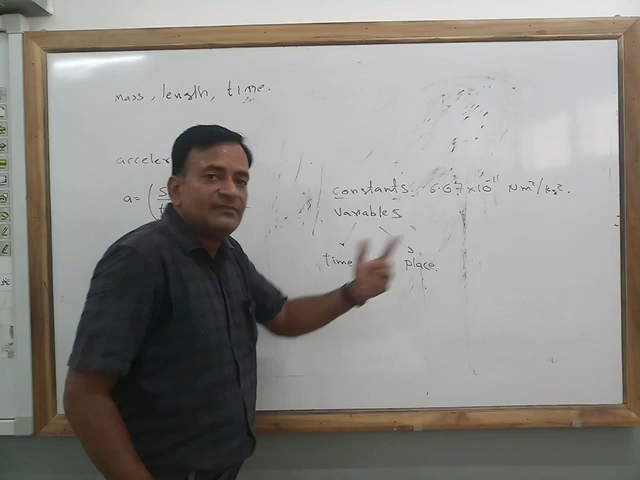 mass, length, time.
acceler
a = ( s
constants. 6.67 × 10⁻¹¹ Nm²/kg².
variables
time place.